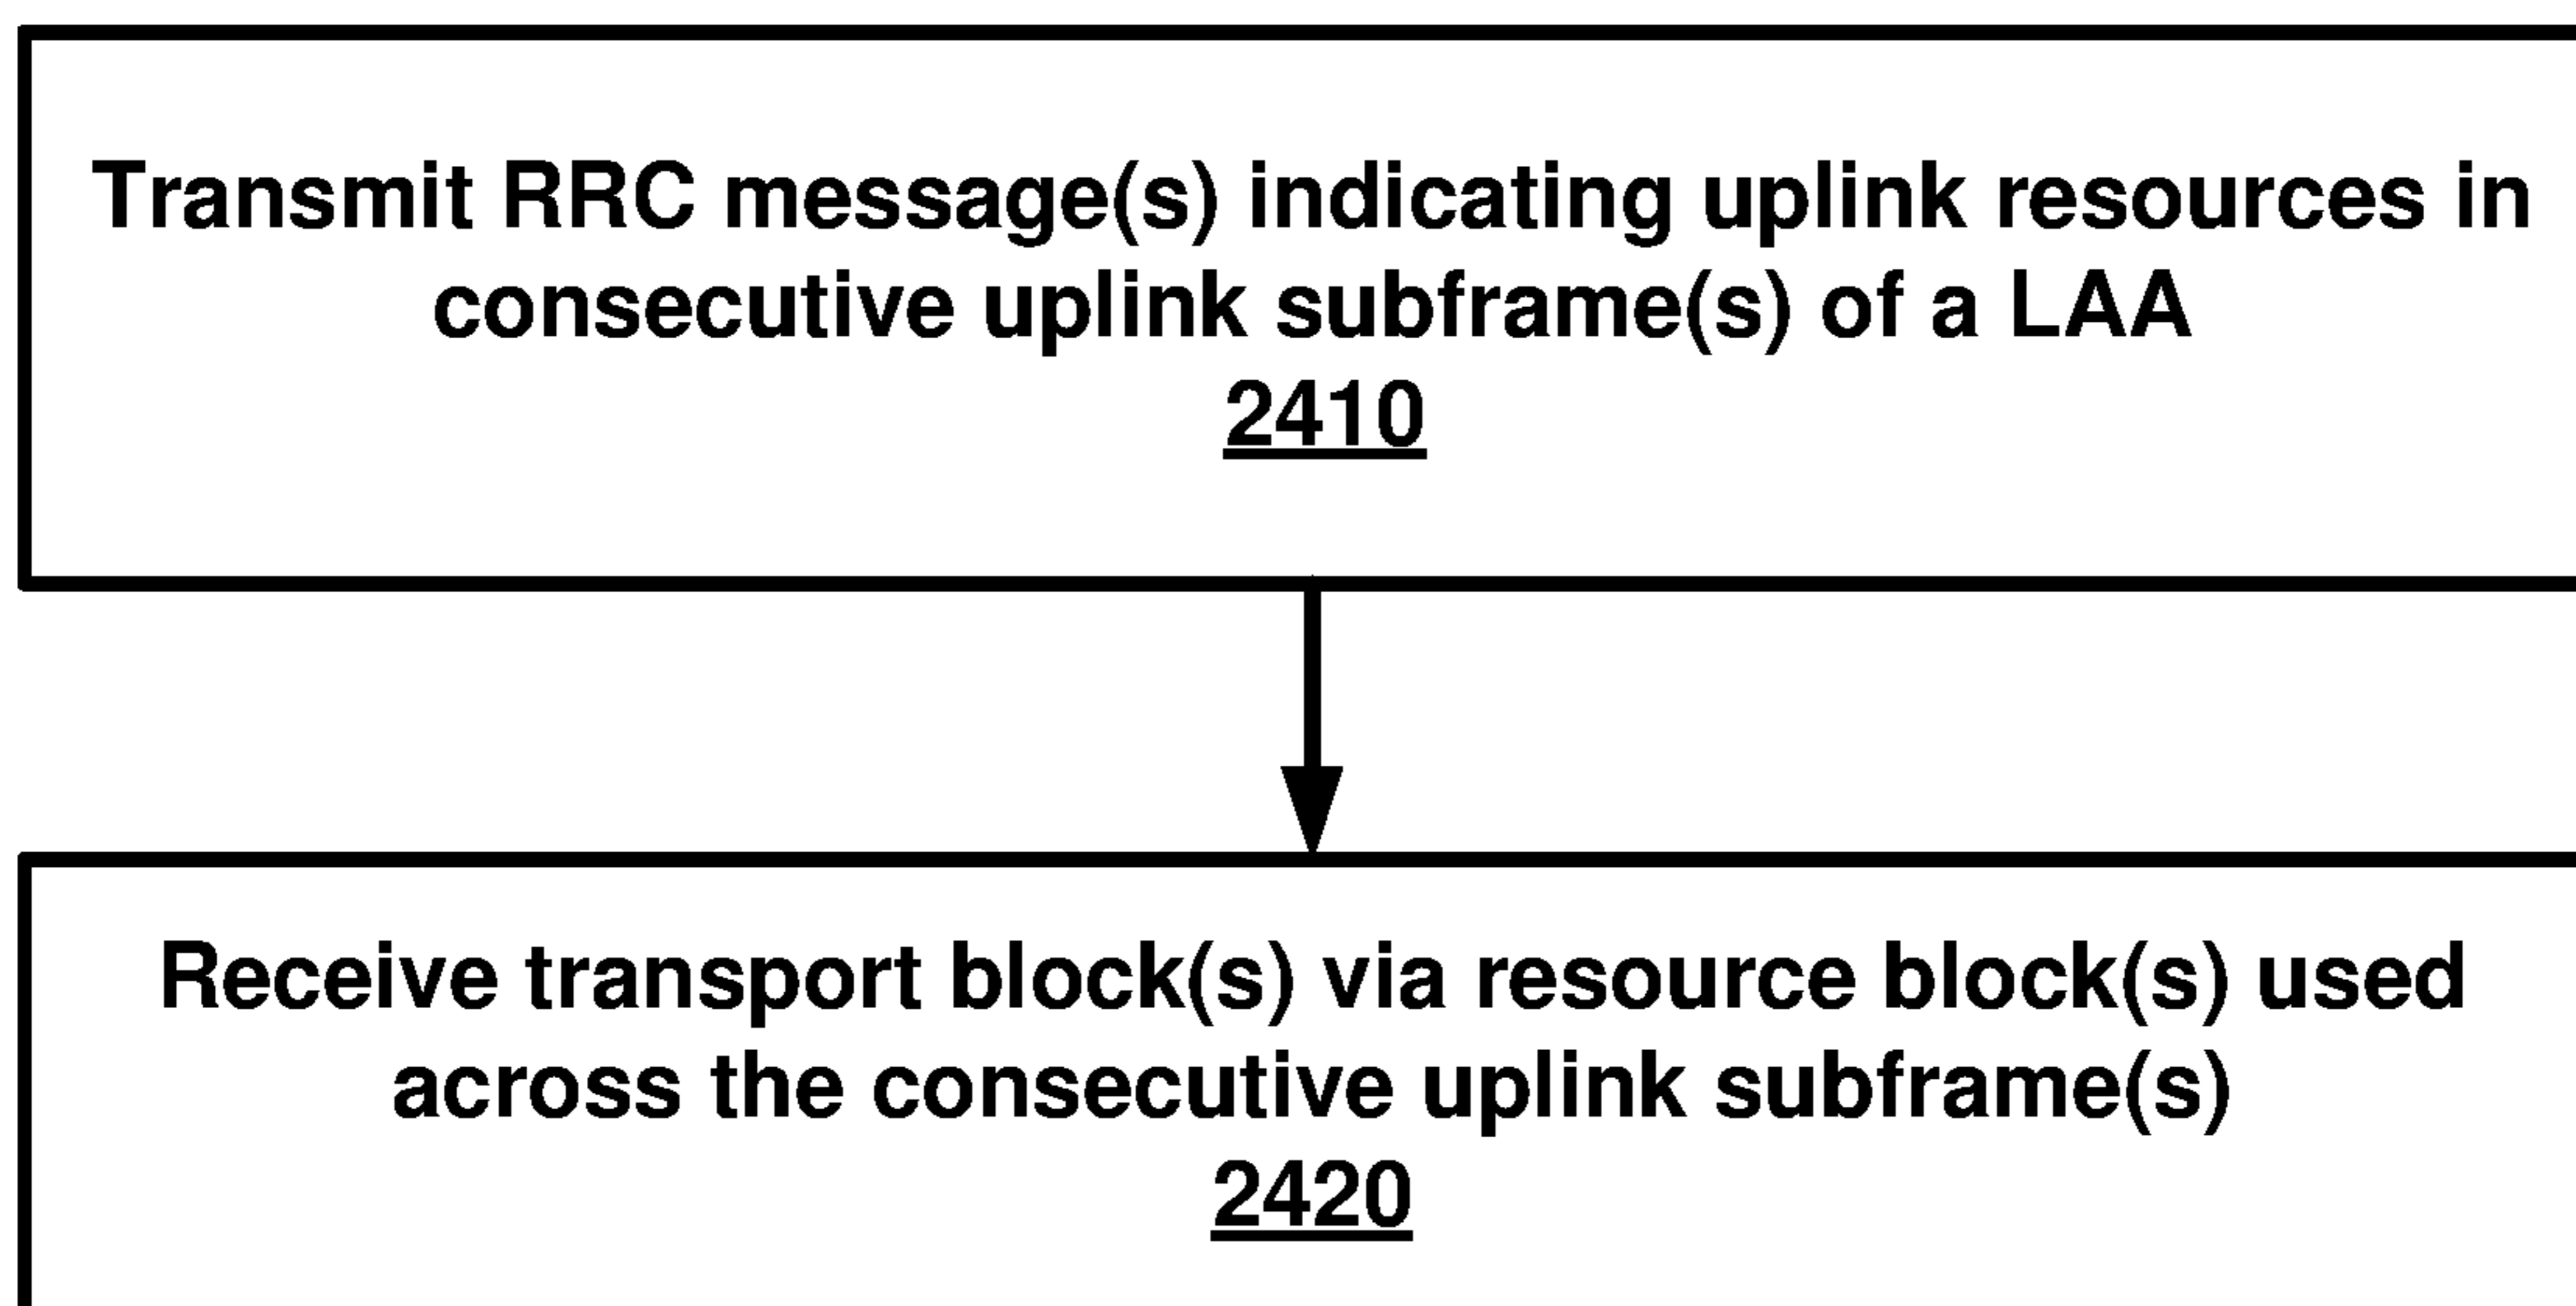 Transmit RRC message(s) indicating uplink resources in
consecutive uplink subframe(s) of a LAA
2410
Receive transport block(s) via resource block(s) used
across the consecutive uplink subframe(s)
2420